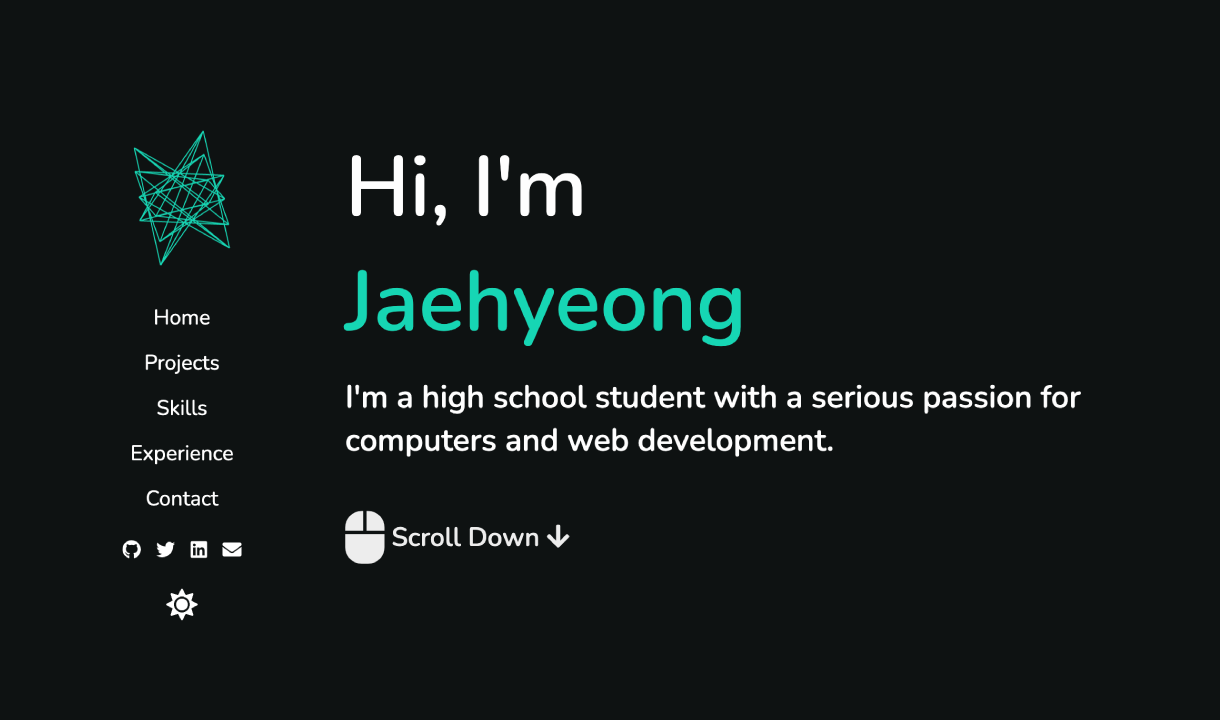 Home
Projects
Skills
Experience
Contact
Hi, I'm
Jaehyeong
I'm a high school student with a serious passion for
computers and web development.
Scroll Down